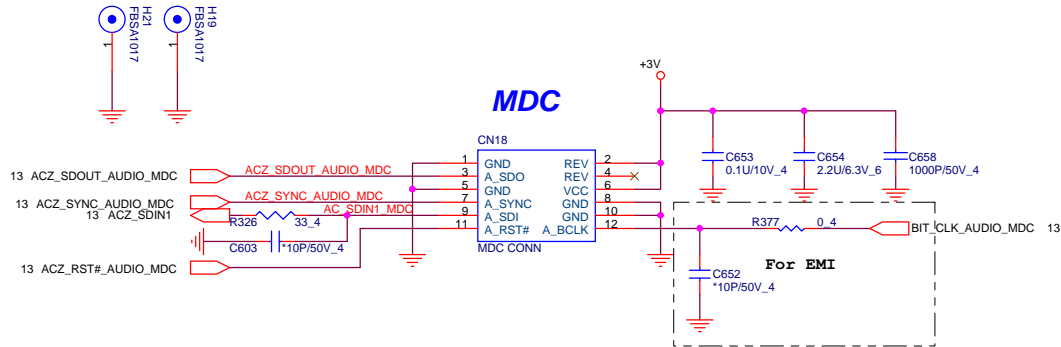 H21
FBSA1017
1
H19
FBSA1017
1
MDC
+3V
CN18
1 GND REV 2
3 A_SDO REV 4
5 GND VCC 6
7 A_SYNC GND 8
9 A_SDI GND 10
11 A_RST# A_BCLK 12
MDC CONN
13 ACZ_SDOUT_AUDIO_MDC ACZ_SDOUT_AUDIO_MDC
13 ACZ_SYNC_AUDIO_MDC ACZ_SYNC_AUDIO_MDC
13 ACZ_SDIN1 AC_SDIN1_MDC
R326 33_4
C603 *10P/50V_4
13 ACZ_RST#_AUDIO_MDC
C653
0.1U/10V_4
C654
2.2U/6.3V_6
C658
1000P/50V_4
R377 0_4
BIT_CLK_AUDIO_MDC 13
For EMI
C652
*10P/50V_4